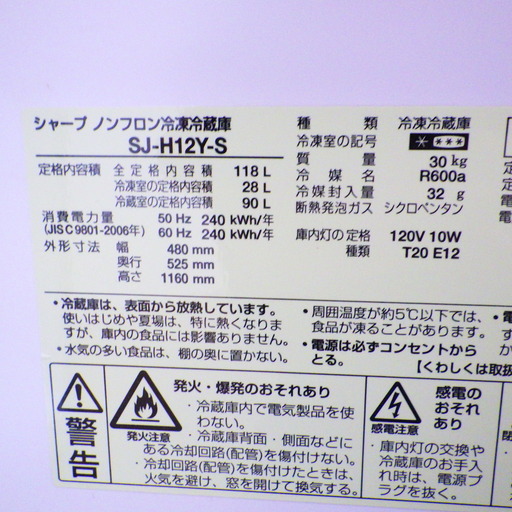 シャープ ノンフロン冷凍冷蔵庫
SJ-H12Y-S
定格内容積 全定格内容積 118 L
冷凍室の定格内容積 28 L
冷蔵室の定格内容積 90 L
消費電力量 50 Hz 240 kWh/年
(JIS C 9801-2006年) 60 Hz 240 kWh/年
外形寸法 幅 480 mm
奥行 525 mm
高さ 1160 mm
種類 冷凍冷蔵庫
冷凍室の記号 * ***
質量 30 kg
冷媒 R600a
冷媒封入量 32 g
断熱発泡ガス シクロペンタン
庫内灯の定格 120V 10W
種類 T20 E12
・冷蔵庫は、表面から放熱しています。
使いはじめや夏場は、特に熱くなりま
すが、庫内の食品には影響ありません。
・水気の多い食品は、棚の奥に置かない。
・周囲温度が約5℃以下では、
食品が凍ることがあります。
・電源は必ずコンセントから
とる。
【くわしくは取扱
警告
発火・爆発のおそれあり
発火注意
・冷蔵庫内で電気製品を使
わない。
・冷蔵庫背面・側面などに
ある冷却回路(配管)を傷付けない。
・冷却回路(配管)を傷付けたときは、
火気を避け、窓を開けて換気する。
感電の
おそれ
あり
感電注意
・庫内灯の交換や
冷蔵庫のお手入
れ時は、電源プ
ラグを抜く。